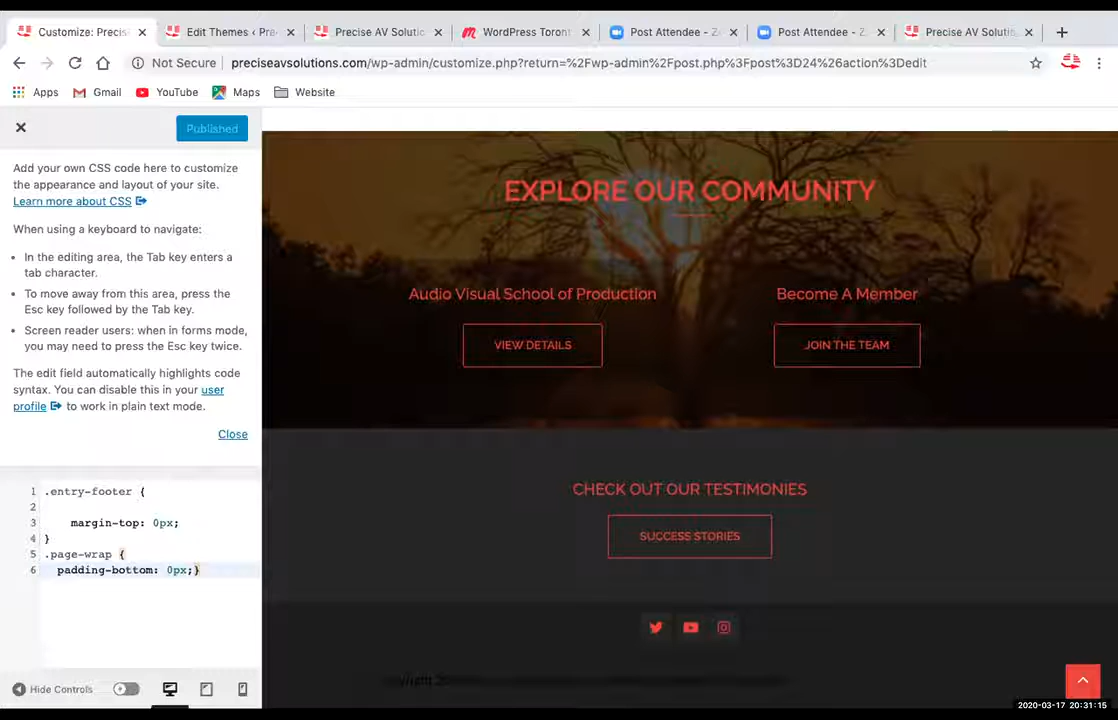 Customize: Precis
Edit Themes ‹ Pre
Precise AV Solutic
WordPress Toront
Post Attendee - Z
Post Attendee - Z
Precise AV Solutic
Not Secure
preciseavsolutions.com/wp-admin/customize.php?return=%2Fwp-admin%2Fpost.php%3Fpost%3D24%26action%3Dedit
Apps
Gmail
YouTube
Maps
Website
Published
Add your own CSS code here to customize
the appearance and layout of your site.
Learn more about CSS
When using a keyboard to navigate:
• In the editing area, the Tab key enters a
tab character.
• To move away from this area, press the
Esc key followed by the Tab key.
• Screen reader users: when in forms mode,
you may need to press the Esc key twice.
The edit field automatically highlights code
syntax. You can disable this in your user
profile to work in plain text mode.
Close
1 .entry-footer {
2
3 margin-top: 0px;
4 }
5 .page-wrap {
6 padding-bottom: 0px;}
Hide Controls
EXPLORE OUR COMMUNITY
Audio Visual School of Production
Become A Member
VIEW DETAILS
JOIN THE TEAM
CHECK OUT OUR TESTIMONIES
SUCCESS STORIES
2020-03-17 20:31:15